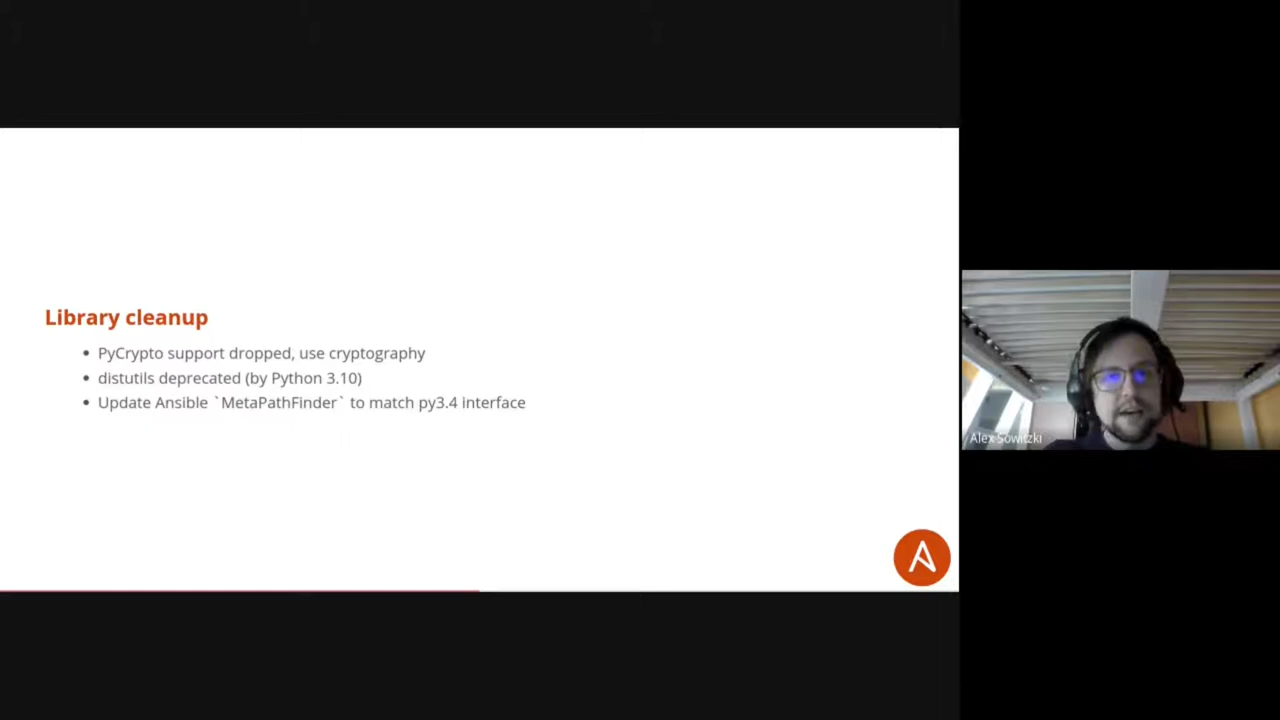 Library cleanup
PyCrypto support dropped, use cryptography
distutils deprecated (by Python 3.10)
Update Ansible `MetaPathFinder` to match py3.4 interface
Alex Sowitzki